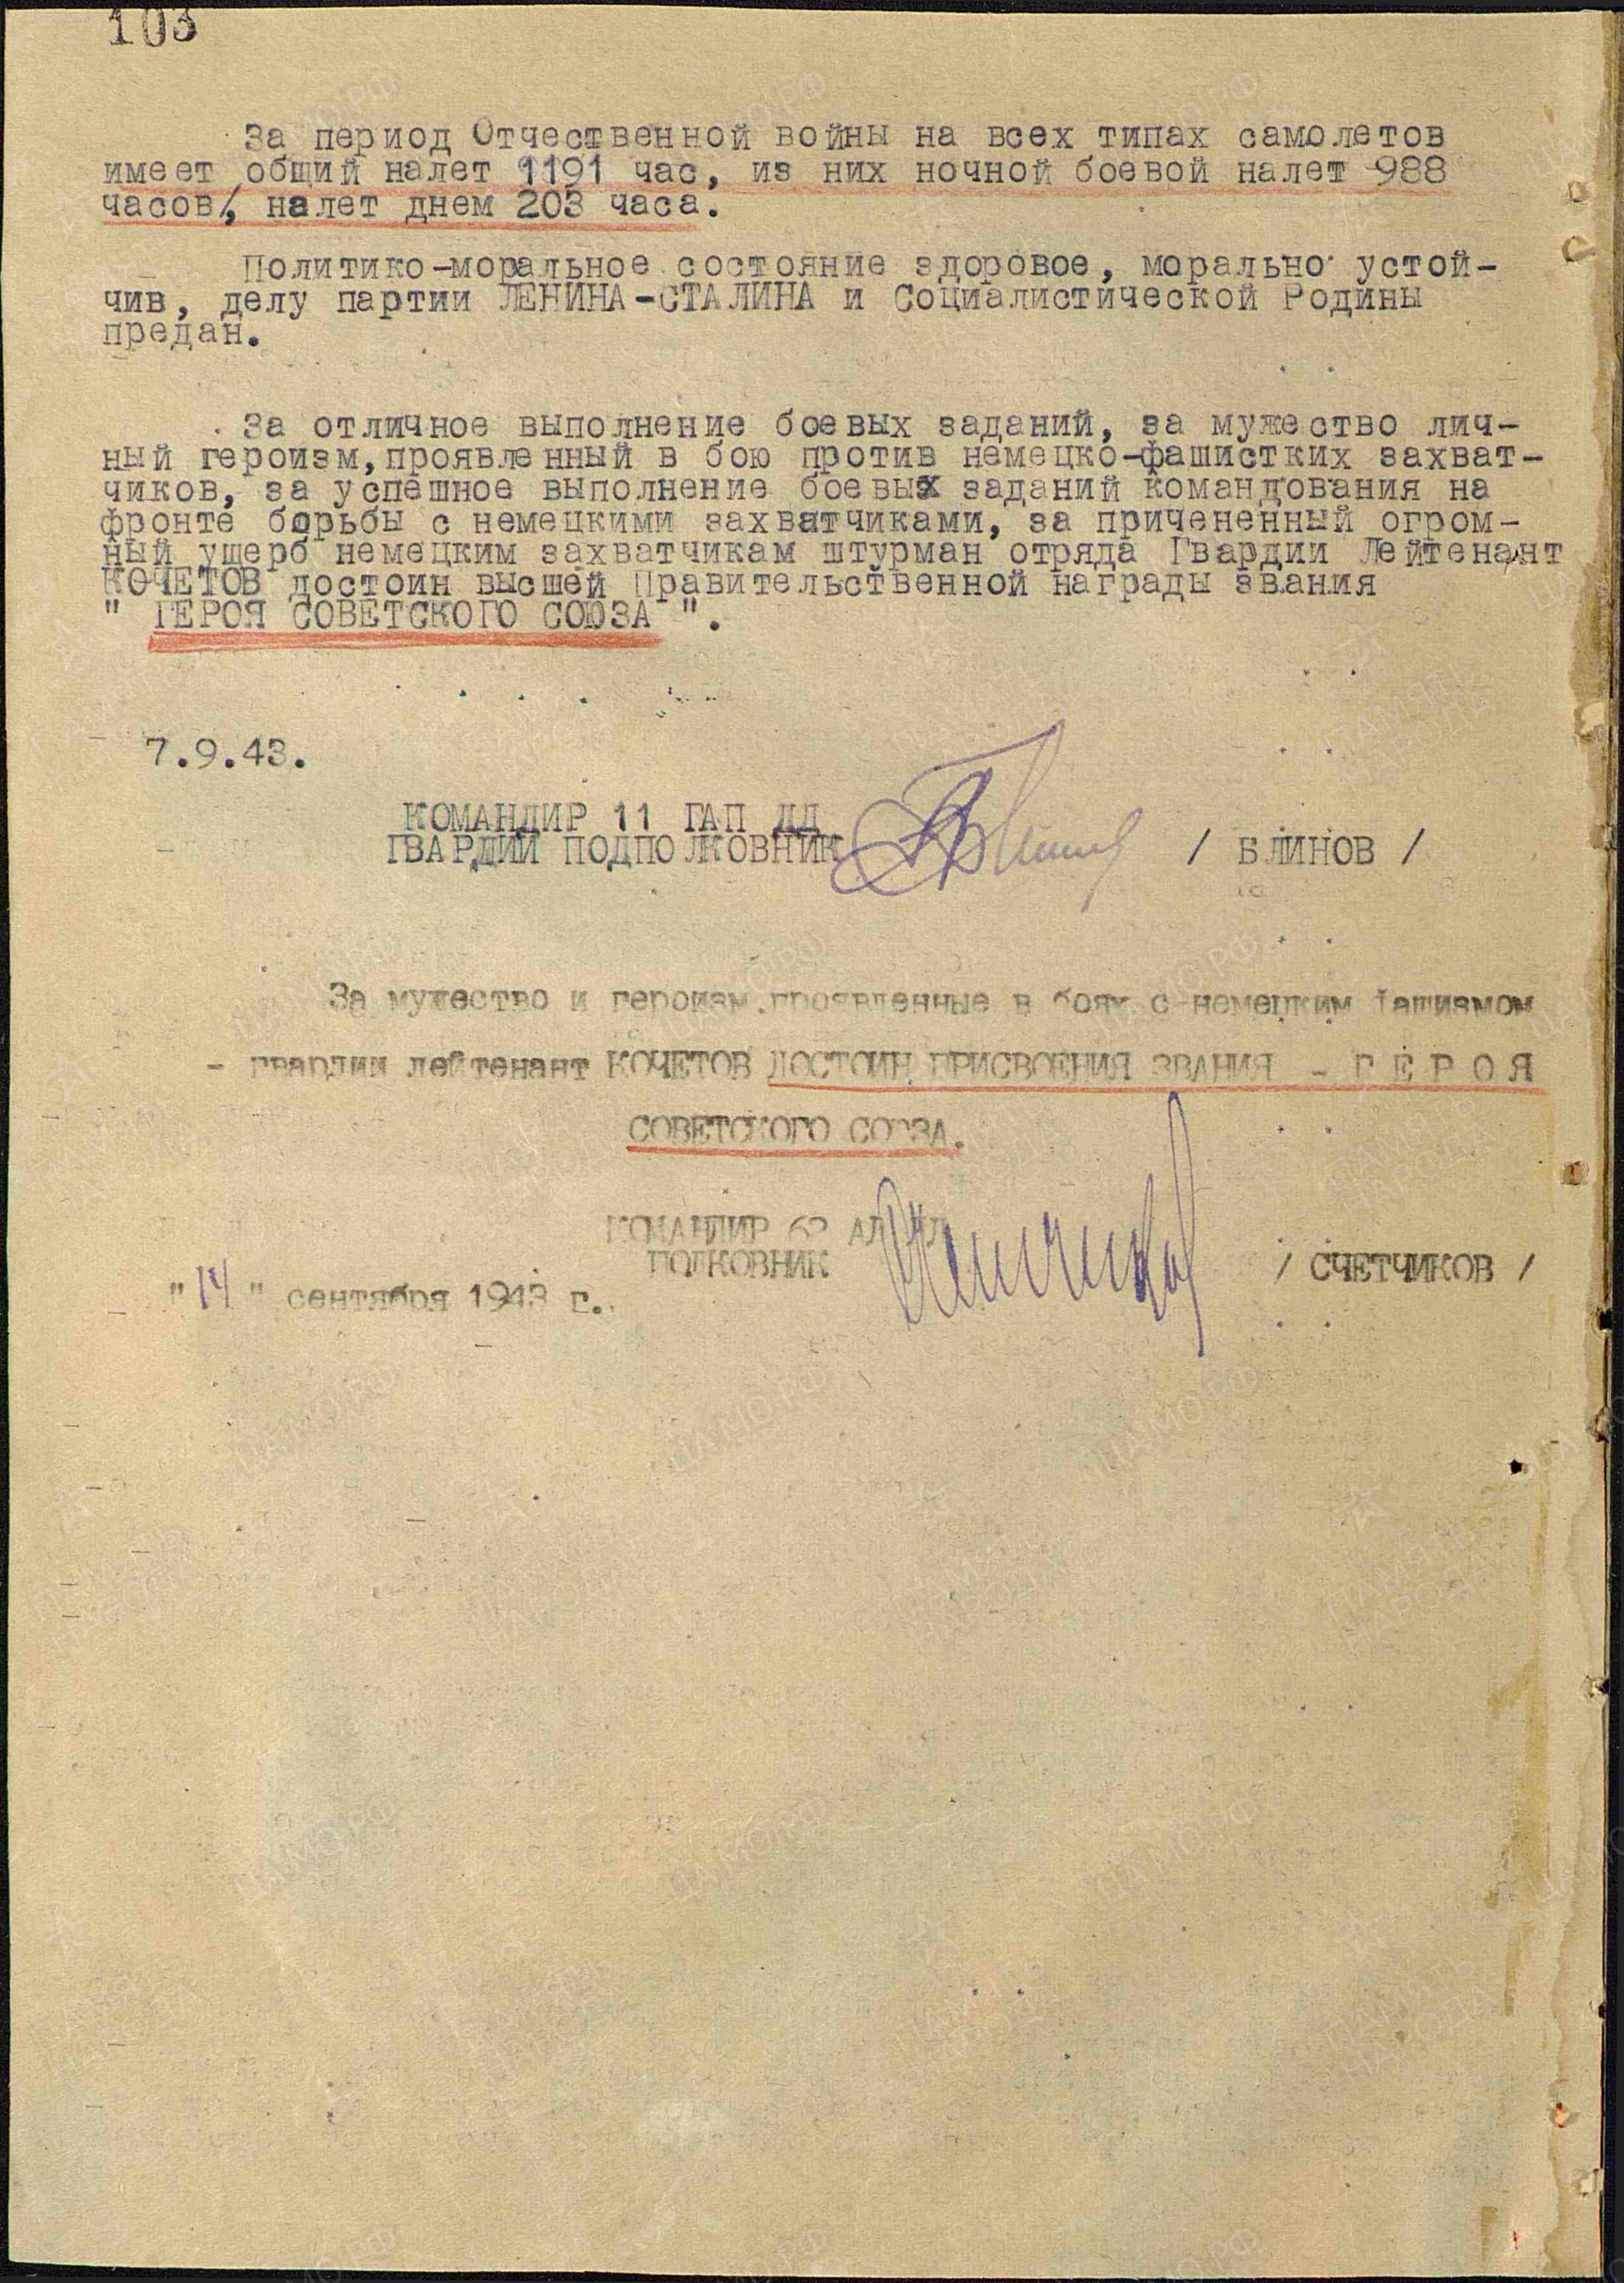 103
За период Отчественной войны на всех типах самолетов
имеет общий налет 1191 час, из них ночной боевой налет 988
часов, налет днем 203 часа.
Политико-моральное состояние здоровое, морально устой-
чив, делу партии ЛЕНИНА-СТАЛИНА и Социалистической Родины
предан.
За отличное выполнение боевых заданий, за мужество лич-
ный героизм, проявленный в бою против немецко-фашистких захват-
чиков, за успешное выполнение боевых заданий командования на
фронте борьбы с немецкими захватчиками, за причененный огром-
ный ущерб немецким захватчикам штурман отряда Гвардии Лейтенант
КОЧЕТОВ достоин высшей Правительственной награды звания
" ГЕРОЯ СОВЕТСКОГО СОЮЗА ".
7.9.43.
КОМАНДИР 11 ГАП ДД
ГВАРДИИ ПОДПОЛКОВНИК / БЛИНОВ /
За мужество и героизм, проявленные в боях с немецким фашизмом
- гвардии лейтенант КОЧЕТОВ ДОСТОИН ПРИСВОЕНИЯ ЗВАНИЯ - Г Е Р О Я
СОВЕТСКОГО СОЮЗА.
КОМАНДИР 62 АД ДД
ПОЛКОВНИК / СЧЕТЧИКОВ /
"14" сентября 1943 г.